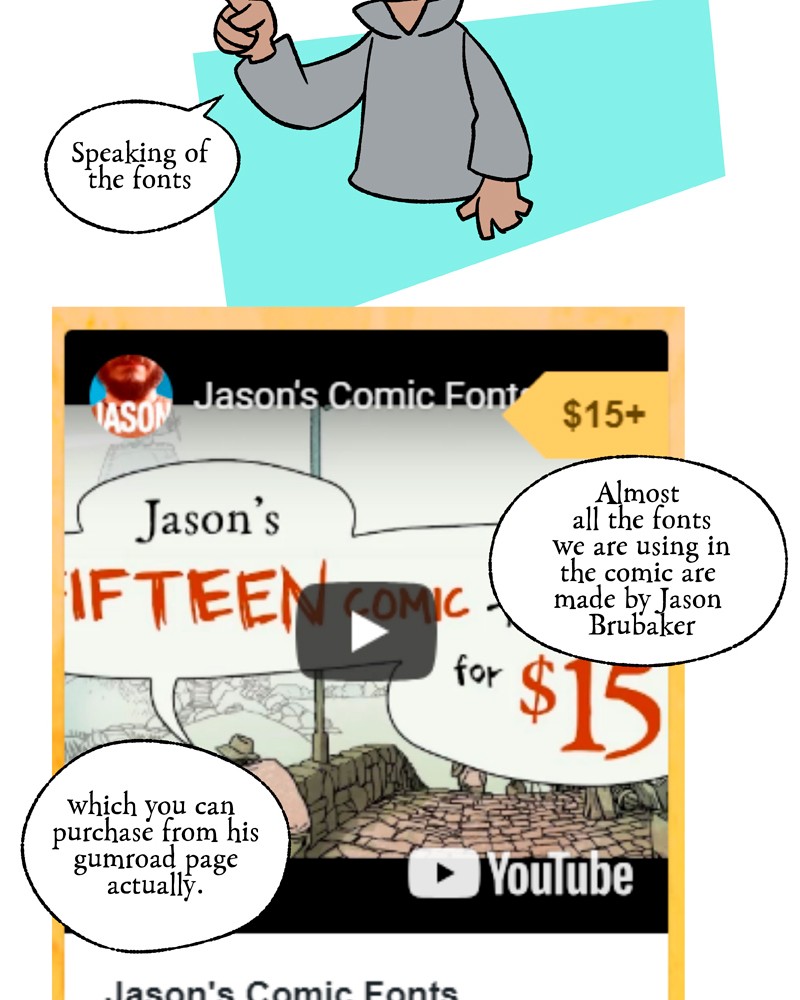 Speaking of
the fonts
JASON
Jason's Comic Fonts
$15+
Almost
all the fonts
we are using in
the comic are
made by Jason
Brubaker
Jason's
FIFTEEN COMIC
for $15
which you can
purchase from his
gumroad page
actually.
YouTube
Jason's Comic Fonts